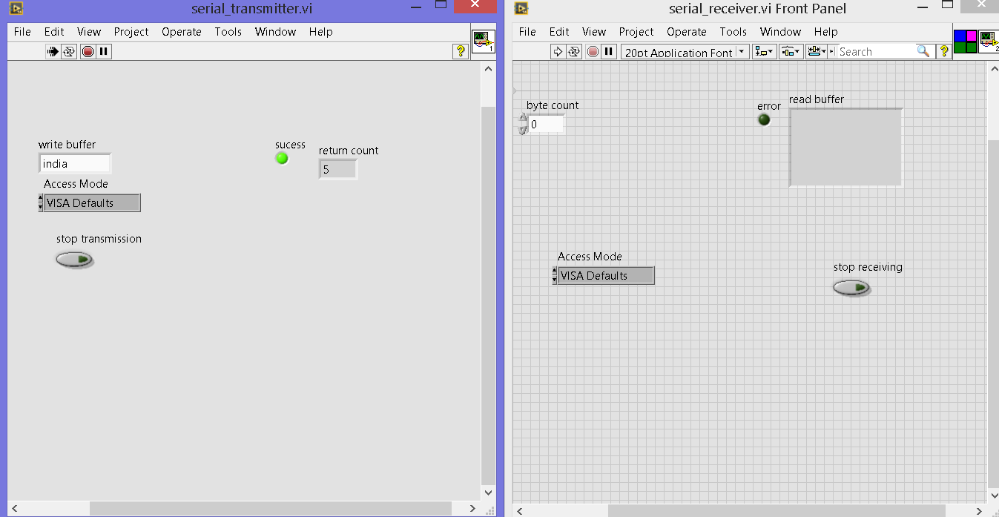 serial_transmitter.vi
File Edit View Project Operate Tools Window Help
?
1
write buffer
india
Access Mode
VISA Defaults
stop transmission
sucess
return count
5
serial_receiver.vi Front Panel
File Edit View Project Operate Tools Window Help
20pt Application Font
Search
?
2
byte count
0
error
read buffer
Access Mode
VISA Defaults
stop receiving